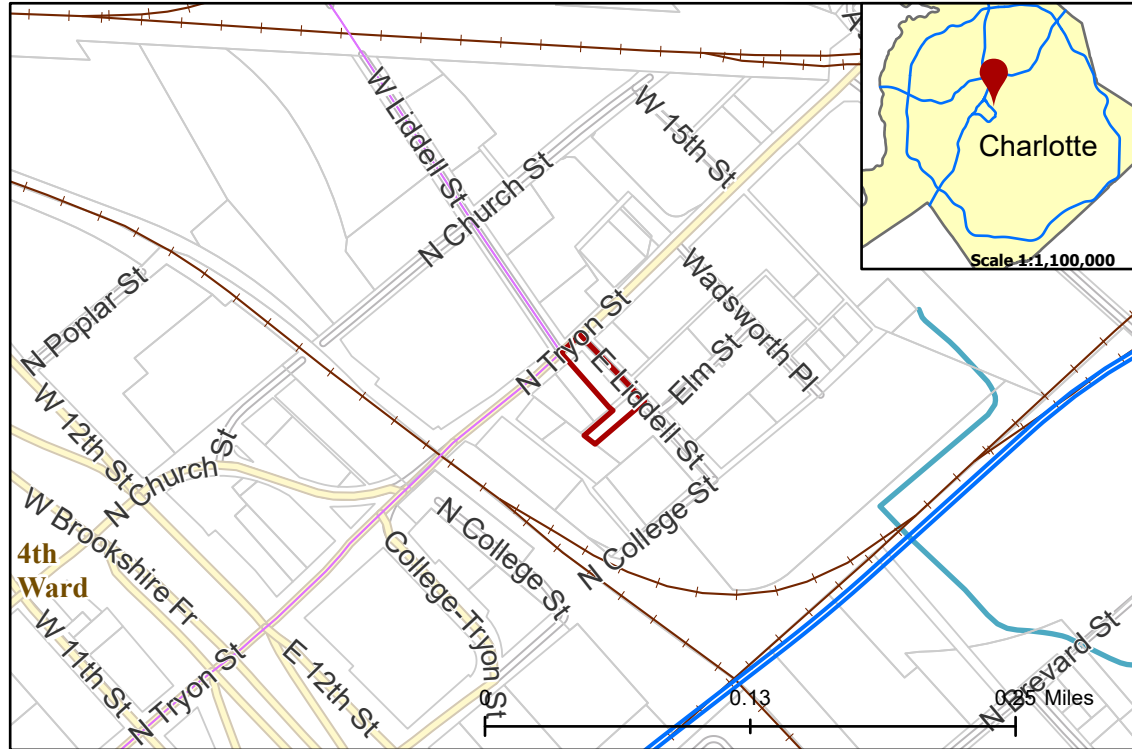 W Liddell St
W 15th St
N Church St
Charlotte
Scale 1:1,100,000
N Poplar St
N Tryon St
Wadsworth Pl
E Liddell St
Elm St
W 12th St
N Church St
W Brookshire Fr
N College St
N College St
College-Tryon St
4th
Ward
W 11th St
N Tryon St
E 12th St
N Brevard St
0
0.13
0.25 Miles